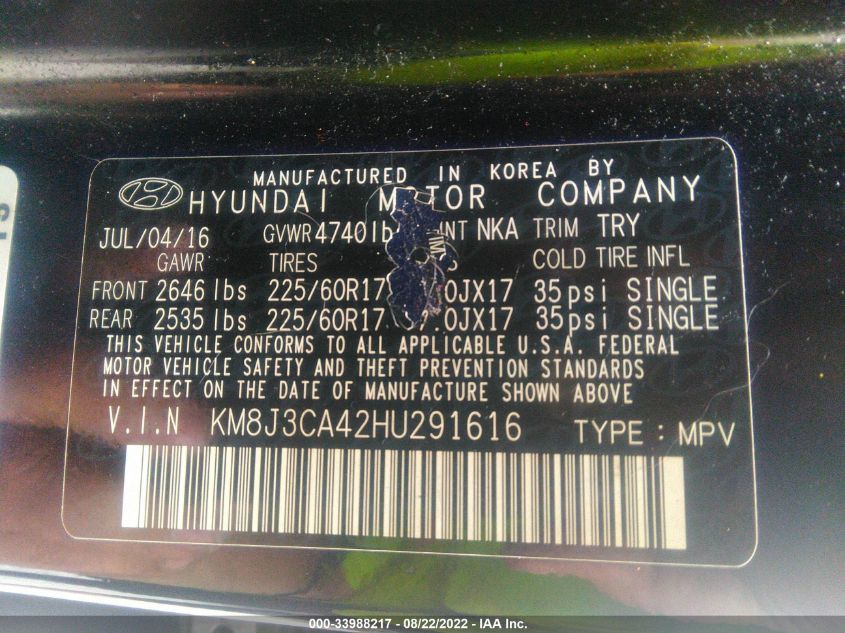 MANUFACTURED IN KOREA BY
HYUNDAI MOTOR COMPANY
JUL/04/16 GVWR 4740lb NT NKA TRIM TRY
GAWR TIRES COLD TIRE INFL
FRONT 2646 lbs 225/60R17 .0JX17 35psi SINGLE
REAR 2535 lbs 225/60R17 7.0JX17 35psi SINGLE
THIS VEHICLE CONFORMS TO ALL APPLICABLE U.S.A. FEDERAL
MOTOR VEHICLE SAFETY AND THEFT PREVENTION STANDARDS
IN EFFECT ON THE DATE OF MANUFACTURE SHOWN ABOVE
V.I.N KM8J3CA42HU291616 TYPE : MPV
000-33988217 - 08/22/2022 - IAA Inc.